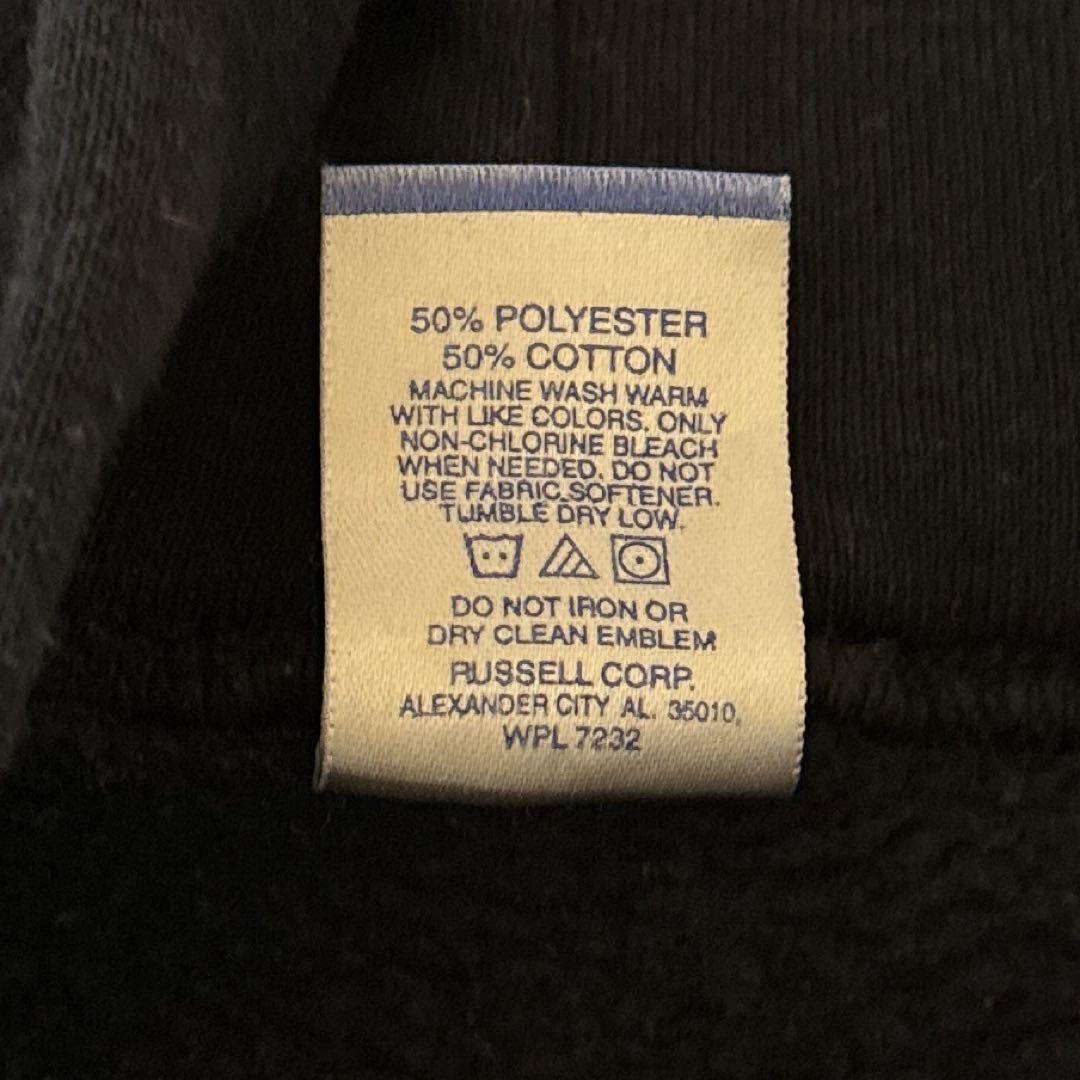 50% POLYESTER
50% COTTON
MACHINE WASH WARM
WITH LIKE COLORS. ONLY
NON-CHLORINE BLEACH
WHEN NEEDED. DO NOT
USE FABRIC SOFTENER.
TUMBLE DRY LOW.
DO NOT IRON OR
DRY CLEAN EMBLEM
RUSSELL CORP.
ALEXANDER CITY AL. 35010,
WPL 7232